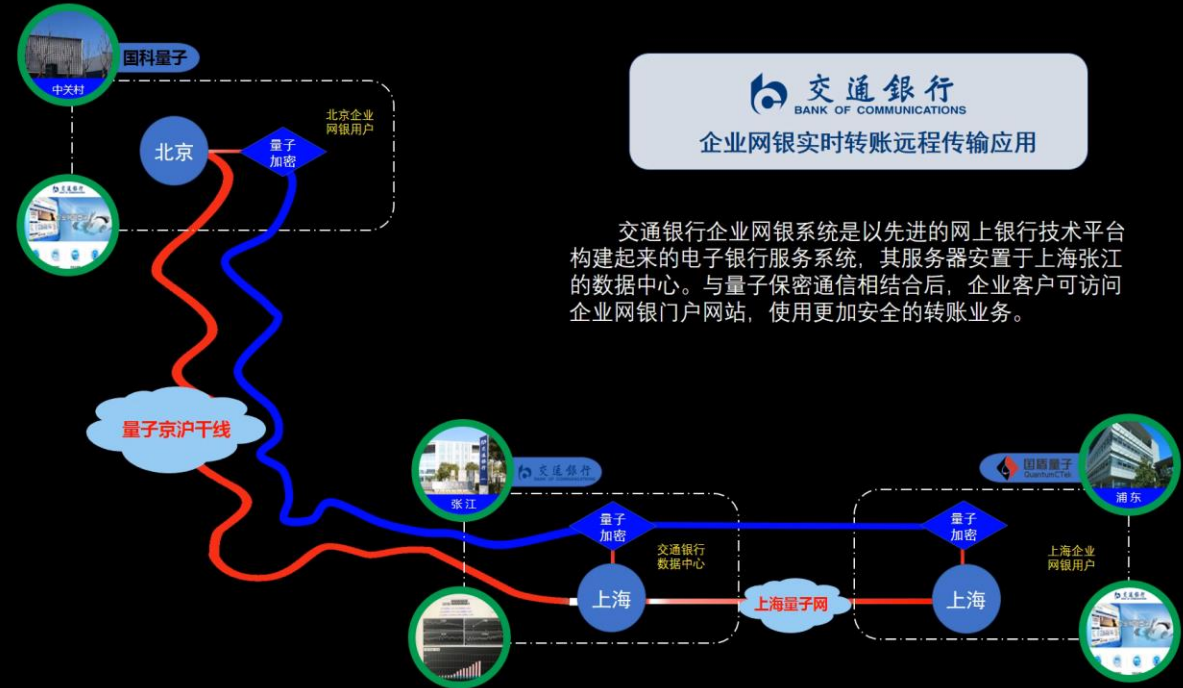 国科量子
中关村
北京企业
网银用户
北京
量子
加密
交通银行
交通銀行
BANK OF COMMUNICATIONS
企业网银实时转账远程传输应用
交通银行企业网银系统是以先进的网上银行技术平台
构建起来的电子银行服务系统，其服务器安置于上海张江
的数据中心。与量子保密通信相结合后，企业客户可访问
企业网银门户网站，使用更加安全的转账业务。
量子京沪干线
张江
交通銀行
BANK OF COMMUNICATIONS
国盾量子
QuantumCTek
浦东
量子
加密
交通银行
数据中心
上海
上海量子网
量子
加密
上海企业
网银用户
上海
交通銀行